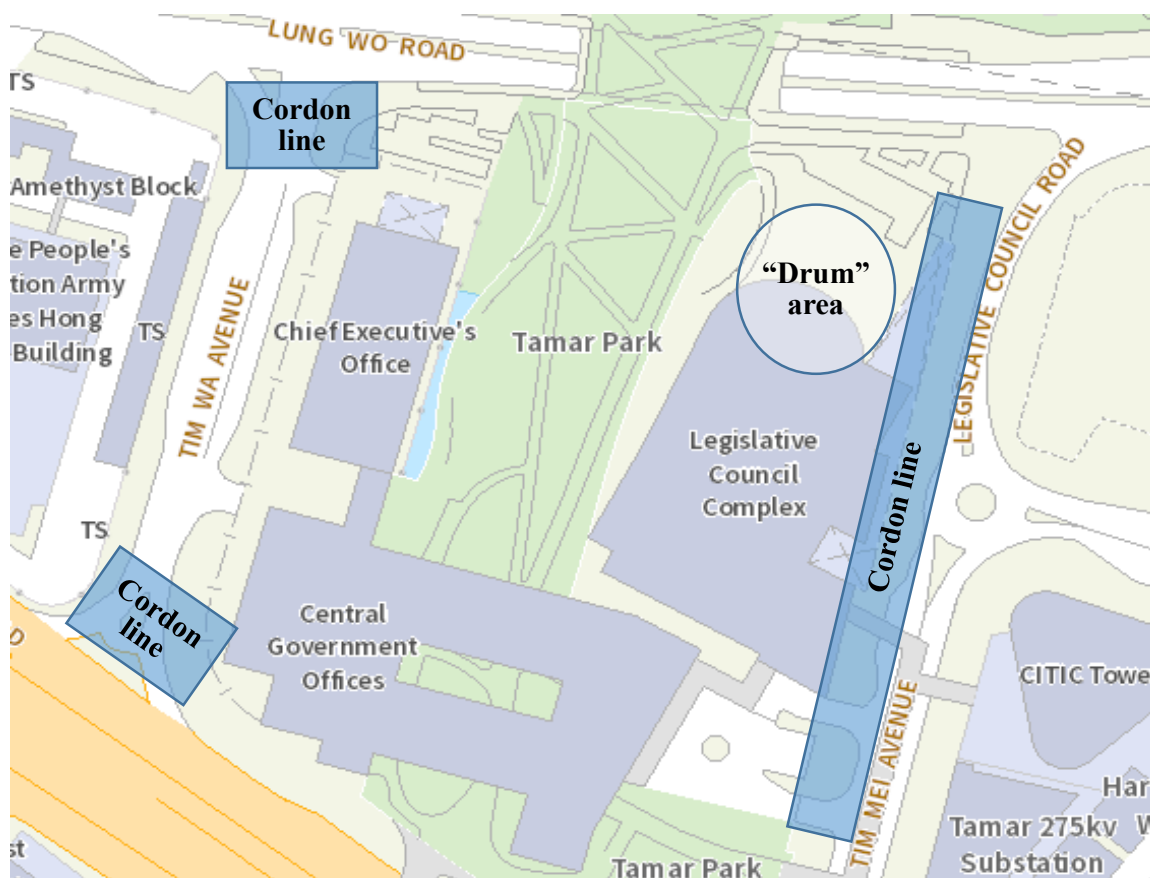 LUNG WO ROAD
TS
Cordon
line
Amethyst Block
LEGISLATIVE COUNCIL ROAD
e People's
tion Army
es Hong
Building
TS
TIM WA AVENUE
Chief Executive's
Office
Tamar Park
“Drum”
area
Legislative
Council
Complex
Cordon line
TS
Cordon
line
D
Central
Government
Offices
CITIC Towe
TIM MEI AVENUE
Har
W
Tamar 275kv
Substation
Tamar Park
st